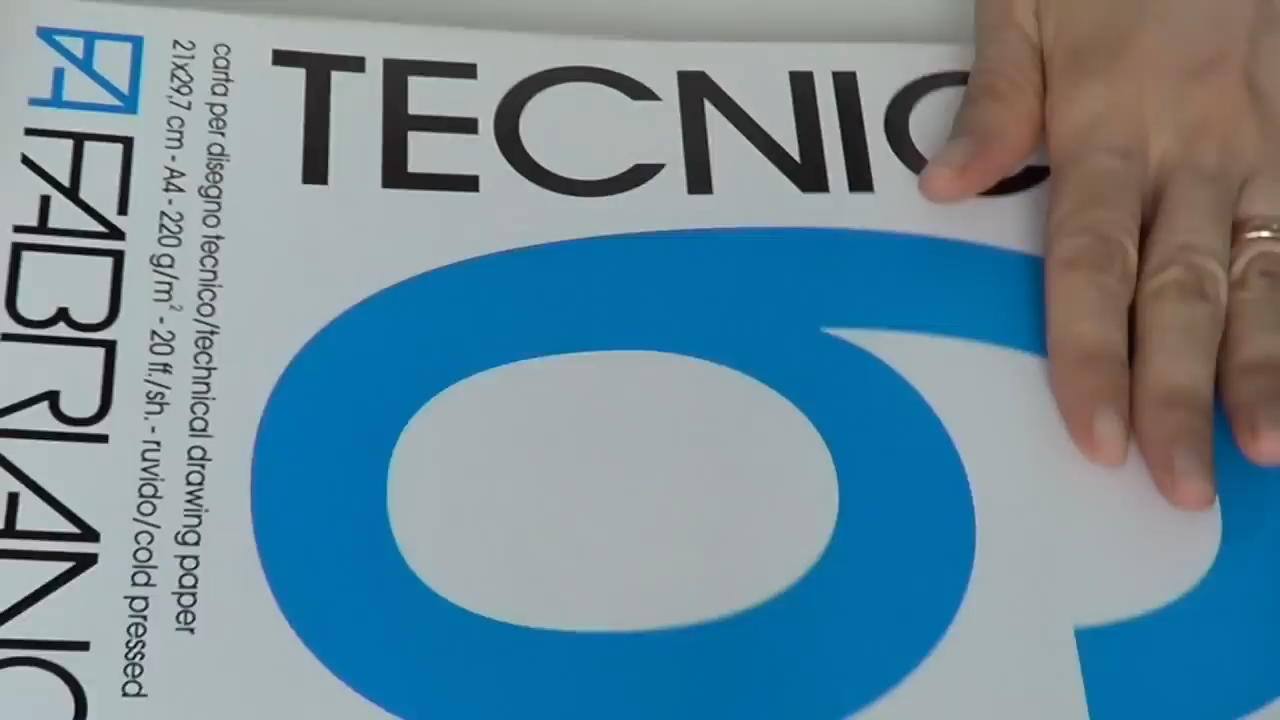 TECNIC
carta per disegno tecnico/technical drawing paper
21x29,7 cm - A4 - 220 g/m² - 20 ff./sh. - ruvido/cold pressed
FABRIANO